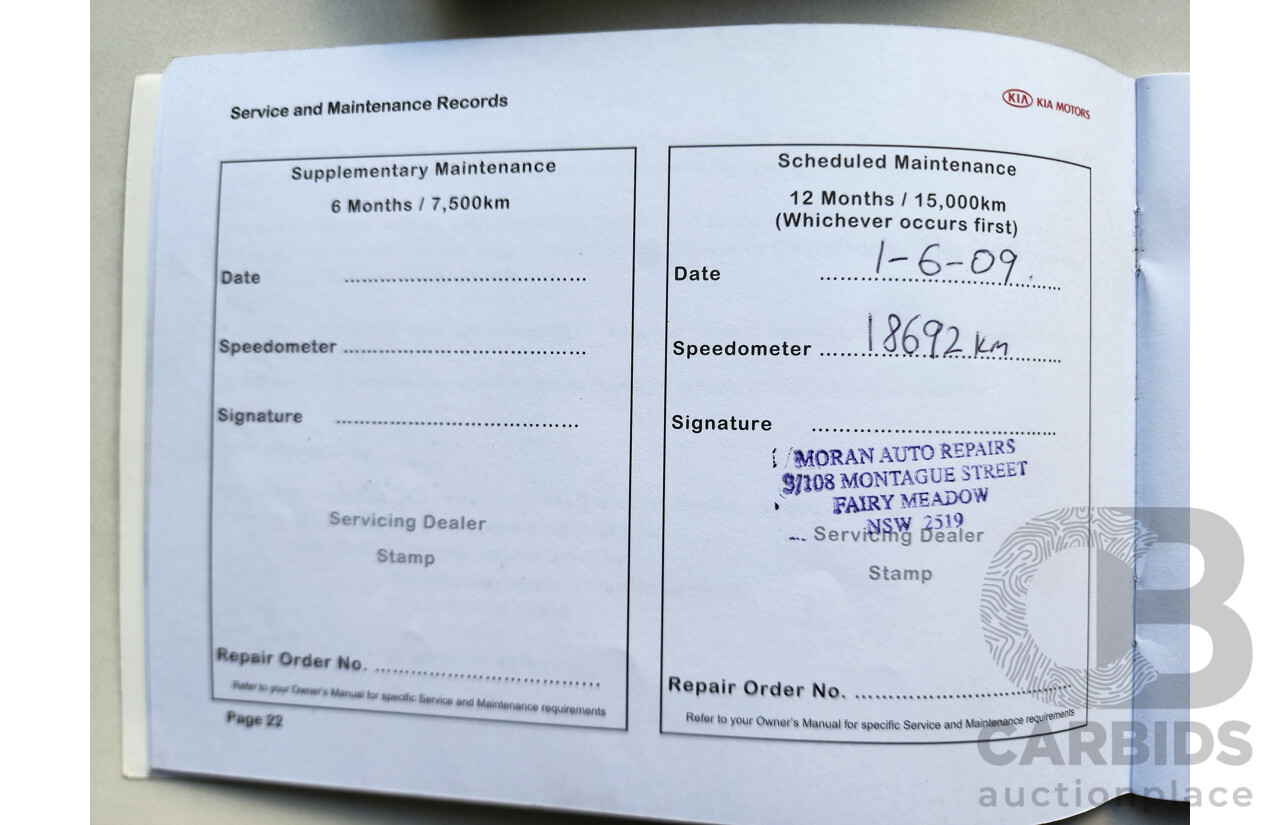 Service and Maintenance Records
KIA KIA MOTORS
Supplementary Maintenance
6 Months / 7,500km
Date ........................................
Speedometer ........................................
Signature ........................................
Servicing Dealer
Stamp
Repair Order No. ........................................
Refer to your Owner's Manual for specific Service and Maintenance requirements
Page 22
Scheduled Maintenance
12 Months / 15,000km
(Whichever occurs first)
Date 1-6-09.
Speedometer 18692 km
Signature ........................................
MORAN AUTO REPAIRS
9/108 MONTAGUE STREET
FAIRY MEADOW
NSW 2519
Servicing Dealer
Stamp
Repair Order No. ........................................
Refer to your Owner's Manual for specific Service and Maintenance requirements
CB
CARBIDS
auctionplace